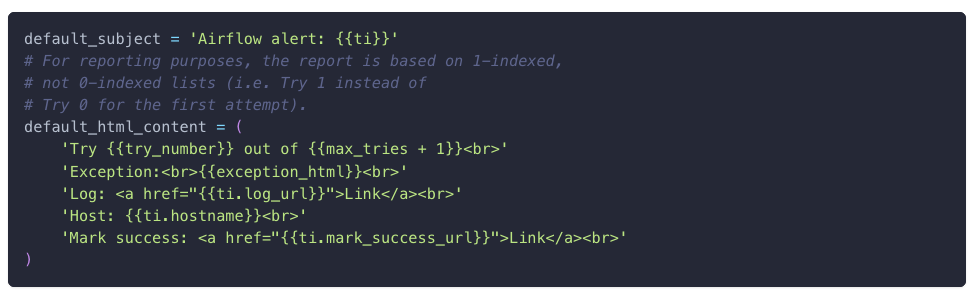 default_subject = 'Airflow alert: {{ti}}'
# For reporting purposes, the report is based on 1-indexed,
# not 0-indexed lists (i.e. Try 1 instead of
# Try 0 for the first attempt).
default_html_content = (
    'Try {{try_number}} out of {{max_tries + 1}}<br>'
    'Exception:<br>{{exception_html}}<br>'
    'Log: <a href="{{ti.log_url}}">Link</a><br>'
    'Host: {{ti.hostname}}<br>'
    'Mark success: <a href="{{ti.mark_success_url}}">Link</a><br>'
)